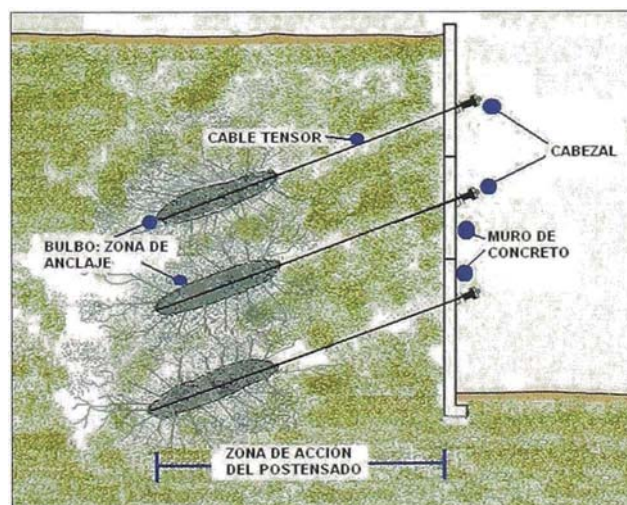 CABLE TENSOR
CABEZAL
BULBO: ZONA DE
ANCLAJE
MURO DE
CONCRETO
ZONA DE ACCIÓN
DEL POSTENSADO